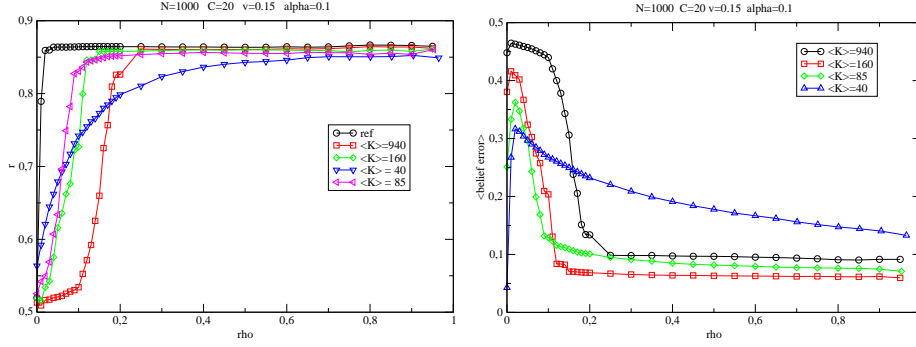 N=1000 C=20 v=0.15 alpha=0.1
r
0,9
0,8
0,7
0,6
0,5
0
0,2
0,4
0,6
0,8
1
rho
ref
<K>=940
<K>=160
<K> = 40
<K> = 85
N=1000 C=20 v=0.15 alpha=0.1
<belief error>
0,5
0,4
0,3
0,2
0,1
0
0
0,2
0,4
0,6
0,8
rho
<K>=940
<K>=160
<K>=85
<K>=40